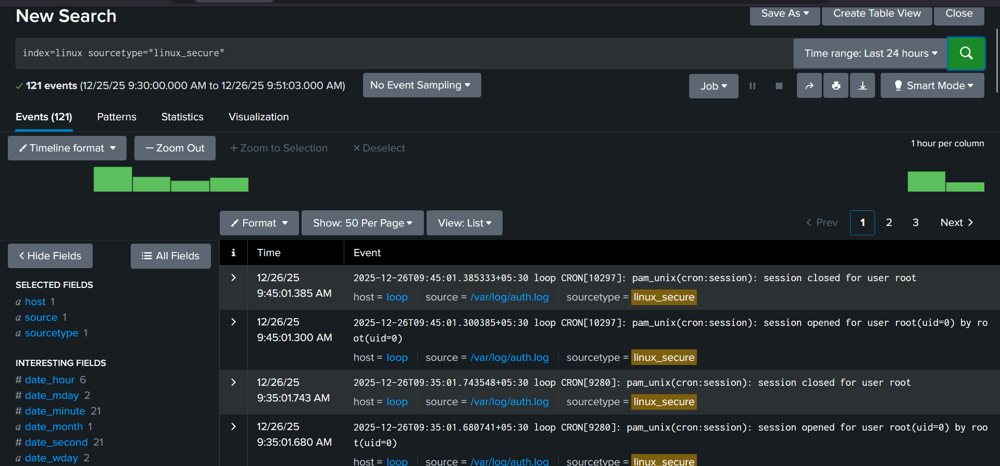 New Search
Save As
Create Table View
Close
index=linux sourcetype="linux_secure"
Time range: Last 24 hours
121 events (12/25/25 9:30:00.000 AM to 12/26/25 9:51:03.000 AM)
No Event Sampling
Job
Smart Mode
Events (121)
Patterns
Statistics
Visualization
Timeline format
Zoom Out
Zoom to Selection
Deselect
1 hour per column
Format
Show: 50 Per Page
View: List
Prev
1
2
3
Next
Hide Fields
All Fields
i
Time
Event
SELECTED FIELDS
a host 1
a source 1
a sourcetype 1
INTERESTING FIELDS
# date_hour 6
# date_mday 2
# date_minute 21
a date_month 1
# date_second 21
a date_wday 2
12/26/25
9:45:01.385 AM
2025-12-26T09:45:01.385333+05:30 loop CRON[10297]: pam_unix(cron:session): session closed for user root
host = loop source = /var/log/auth.log sourcetype = linux_secure
12/26/25
9:45:01.300 AM
2025-12-26T09:45:01.300385+05:30 loop CRON[10297]: pam_unix(cron:session): session opened for user root(uid=0) by ro
ot(uid=0)
host = loop source = /var/log/auth.log sourcetype = linux_secure
12/26/25
9:35:01.743 AM
2025-12-26T09:35:01.743548+05:30 loop CRON[9280]: pam_unix(cron:session): session closed for user root
host = loop source = /var/log/auth.log sourcetype = linux_secure
12/26/25
9:35:01.680 AM
2025-12-26T09:35:01.680741+05:30 loop CRON[9280]: pam_unix(cron:session): session opened for user root(uid=0) by roo
t(uid=0)
host = loop source = /var/log/auth.log sourcetype = linux_secure